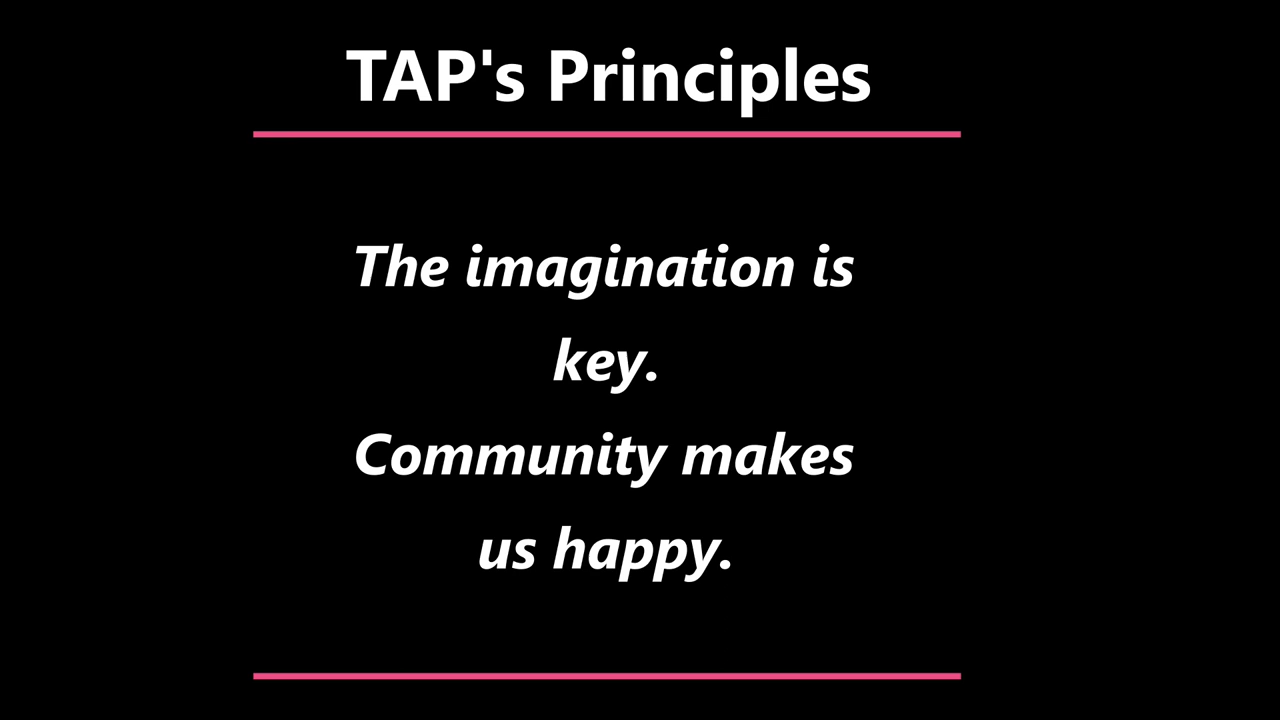 TAP's Principles
The imagination is
key.
Community makes
us happy.